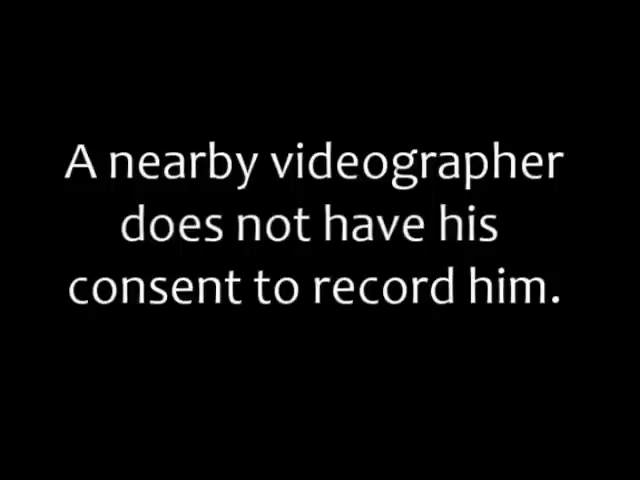 A nearby videographer
does not have his
consent to record him.